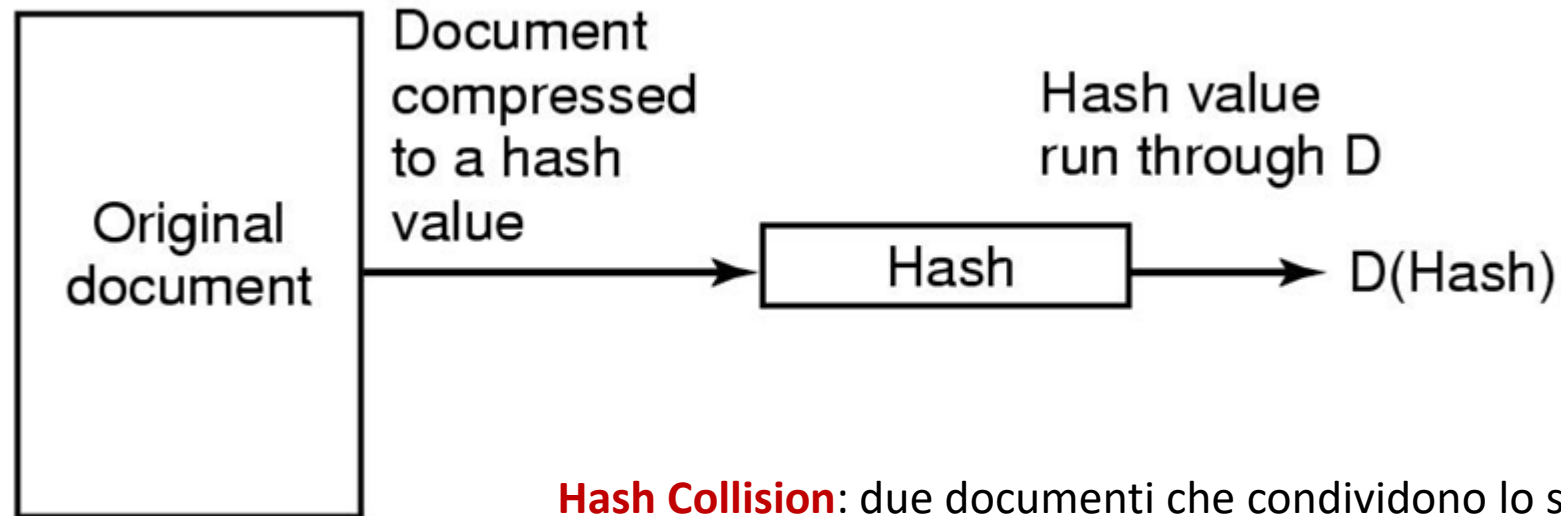 Original
document
Document
compressed
to a hash
value
Hash
Hash value
run through D
D(Hash)
Hash Collision: due documenti che condividono lo s